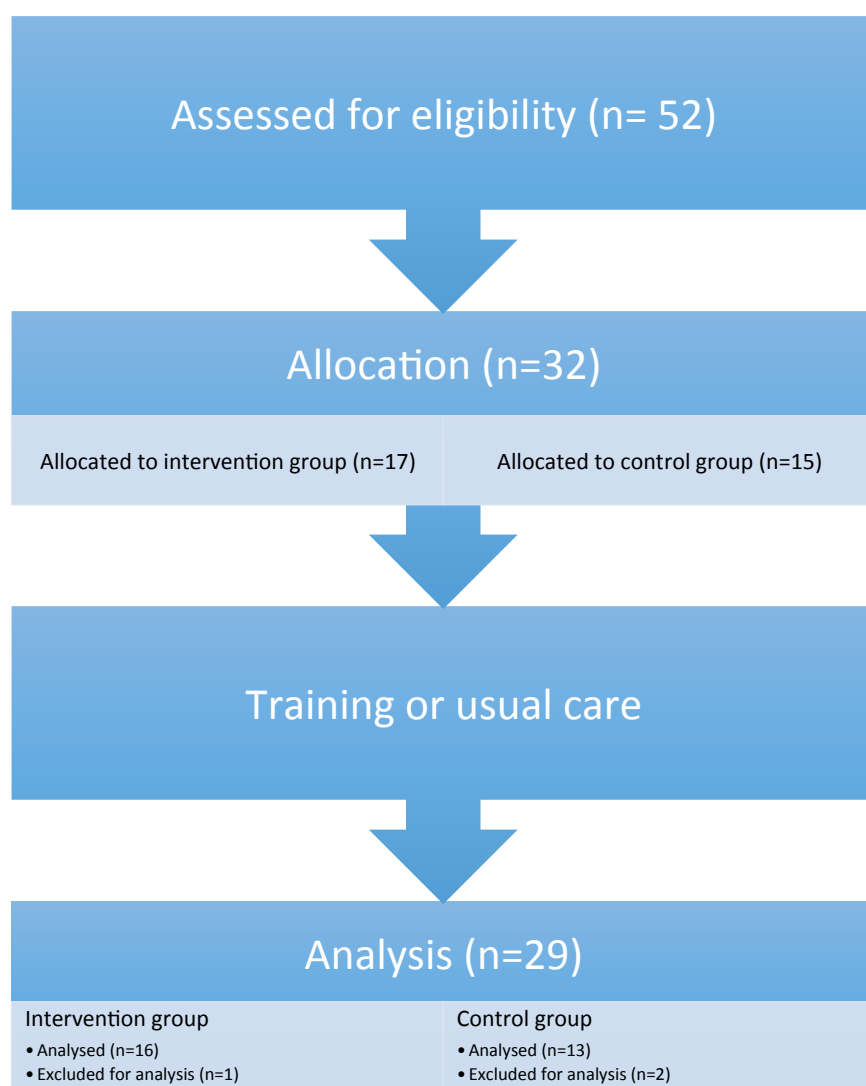 Assessed for eligibility (n= 52)
Allocation (n=32)
Allocated to intervention group (n=17)
Allocated to control group (n=15)
Training or usual care
Analysis (n=29)
Intervention group
• Analysed (n=16)
• Excluded for analysis (n=1)
Control group
• Analysed (n=13)
• Excluded for analysis (n=2)